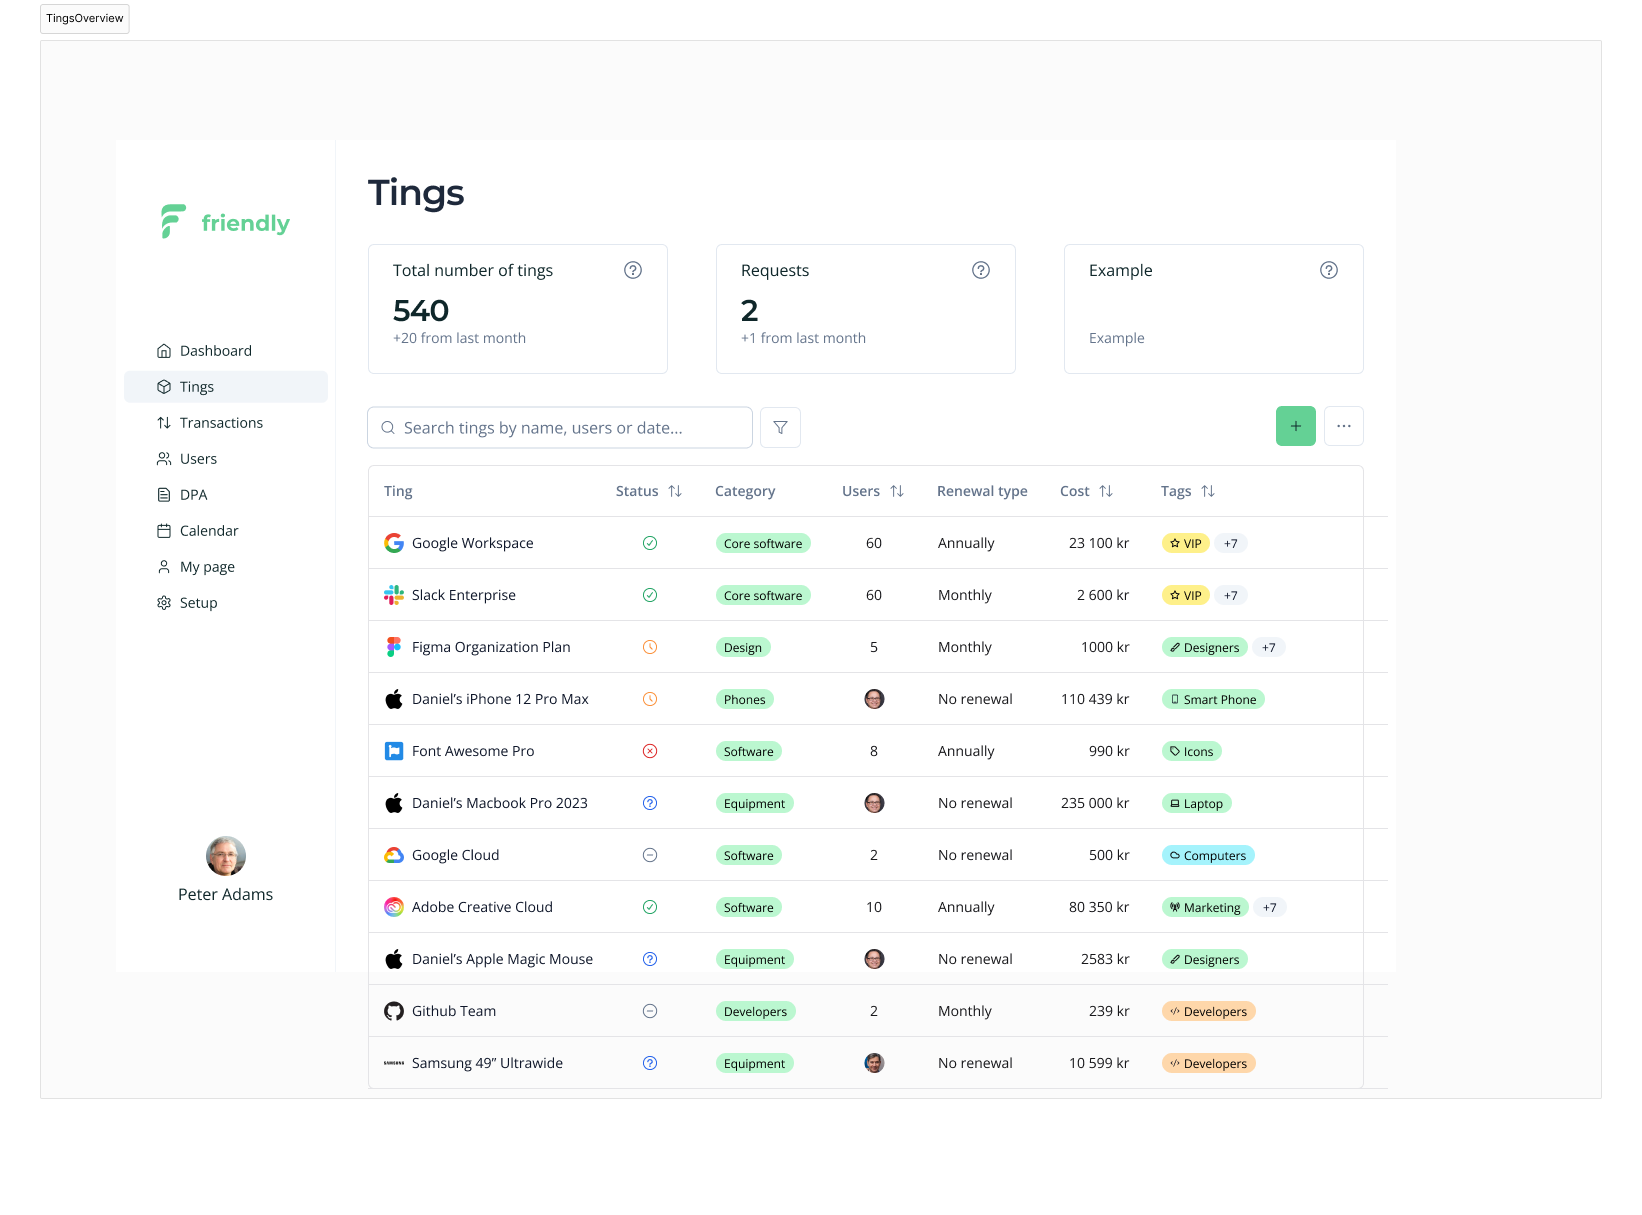 TingsOverview
friendly
Dashboard
Tings
Transactions
Users
DPA
Calendar
My page
Setup
Peter Adams
Tings
Total number of tings
540
+20 from last month
Requests
2
+1 from last month
Example
Example
Search tings by name, users or date...
Ting Status Category Users Renewal type Cost Tags
Google Workspace Core software 60 Annually 23 100 kr VIP +7
Slack Enterprise Core software 60 Monthly 2 600 kr VIP +7
Figma Organization Plan Design 5 Monthly 1000 kr Designers +7
Daniel’s iPhone 12 Pro Max Phones No renewal 110 439 kr Smart Phone
Font Awesome Pro Software 8 Annually 990 kr Icons
Daniel’s Macbook Pro 2023 Equipment No renewal 235 000 kr Laptop
Google Cloud Software 2 No renewal 500 kr Computers
Adobe Creative Cloud Software 10 Annually 80 350 kr Marketing +7
Daniel’s Apple Magic Mouse Equipment No renewal 2583 kr Designers
Github Team Developers 2 Monthly 239 kr Developers
SAMSUNG Samsung 49” Ultrawide Equipment No renewal 10 599 kr Developers